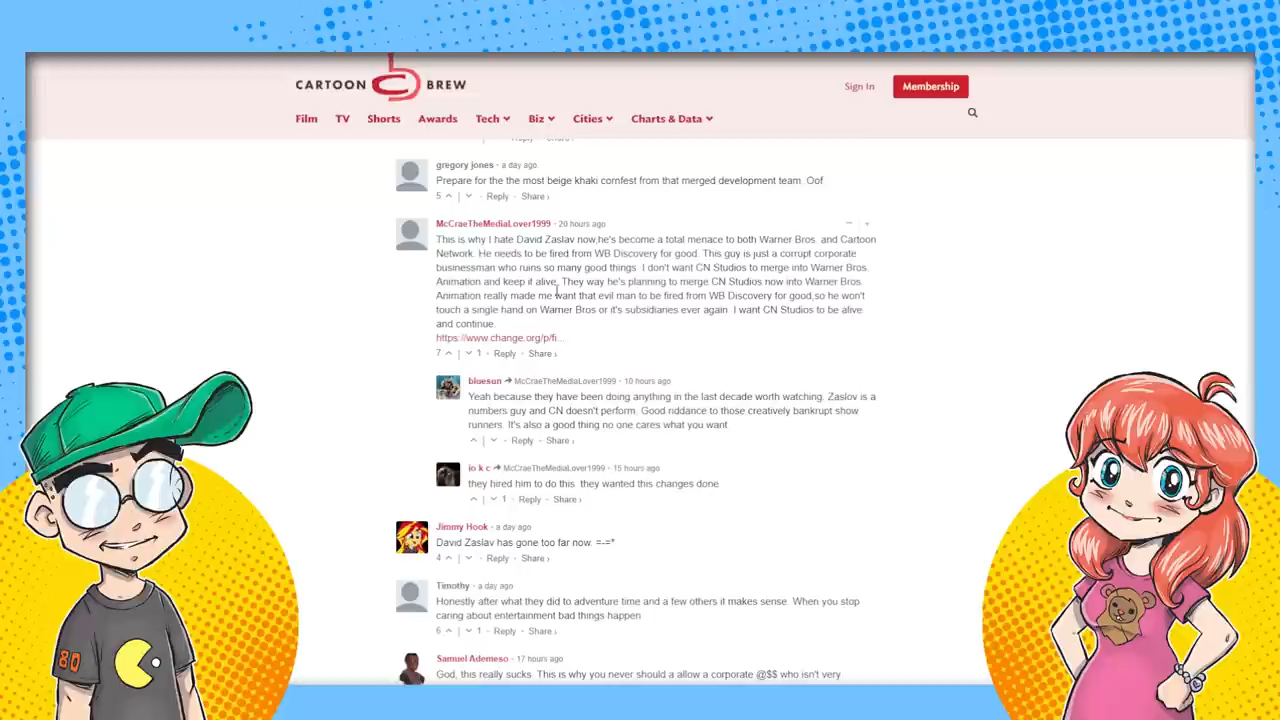 CARTOON BREW
Sign In
Membership
Film TV Shorts Awards Tech Biz Cities Charts & Data
gregory jones - a day ago
Prepare for the the most beige khaki cornfest from that merged development team. Oof
5 Reply Share ›
McCraeTheMediaLover1999 - 20 hours ago
This is why I hate David Zaslav now,he's become a total menace to both Warner Bros. and Cartoon
Network. He needs to be fired from WB Discovery for good. This guy is just a corrupt corporate
businessman who ruins so many good things. I don't want CN Studios to merge into Warner Bros.
Animation and keep it alive. They way he's planning to merge CN Studios now into Warner Bros.
Animation really made me want that evil man to be fired from WB Discovery for good,so he won't
touch a single hand on Warner Bros or it's subsidiaries ever again. I want CN Studios to be alive
and continue.
https://www.change.org/p/fi...
7 1 Reply Share ›
bluesun McCraeTheMediaLover1999 - 10 hours ago
Yeah because they have been doing anything in the last decade worth watching. Zaslov is a
numbers guy and CN doesn't perform. Good riddance to those creatively bankrupt show
runners. It's also a good thing no one cares what you want
Reply Share ›
io k c McCraeTheMediaLover1999 - 15 hours ago
they hired him to do this. they wanted this changes done
1 Reply Share ›
Jimmy Hook - a day ago
David Zaslav has gone too far now. =-=*
4 Reply Share ›
Timothy - a day ago
Honestly after what they did to adventure time and a few others it makes sense. When you stop
caring about entertainment bad things happen
6 1 Reply Share ›
Samuel Ademeso - 17 hours ago
God, this really sucks. This is why you never should a allow a corporate @$$ who isn't very
80